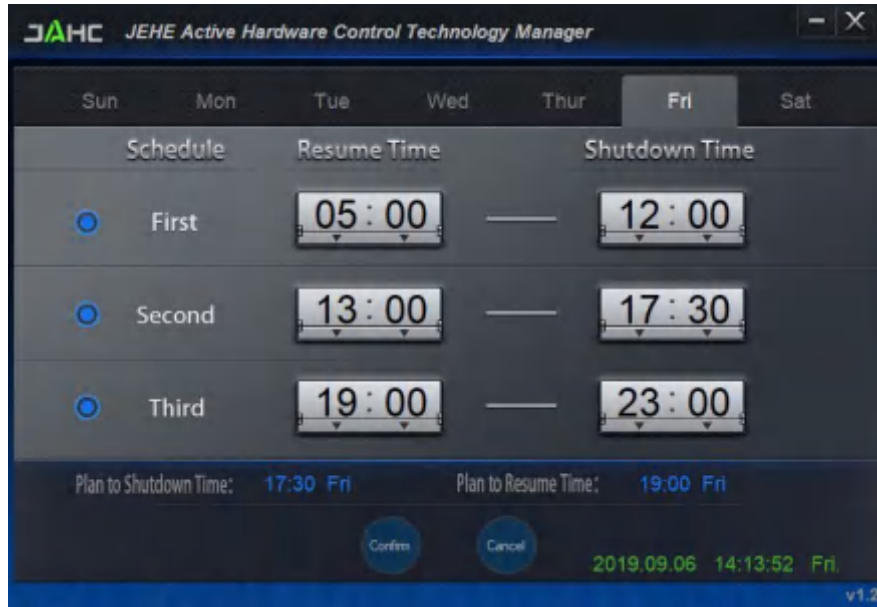 JAHC JEHE Active Hardware Control Technology Manager
Sun Mon Tue Wed Thur Fri Sat
Schedule Resume Time Shutdown Time
First 05:00 12:00
Second 13:00 17:30
Third 19:00 23:00
Plan to Shutdown Time: 17:30 Fri Plan to Resume Time: 19:00 Fri
Confirm Cancel
2019.09.06 14:13:52 Fri.
v1.2